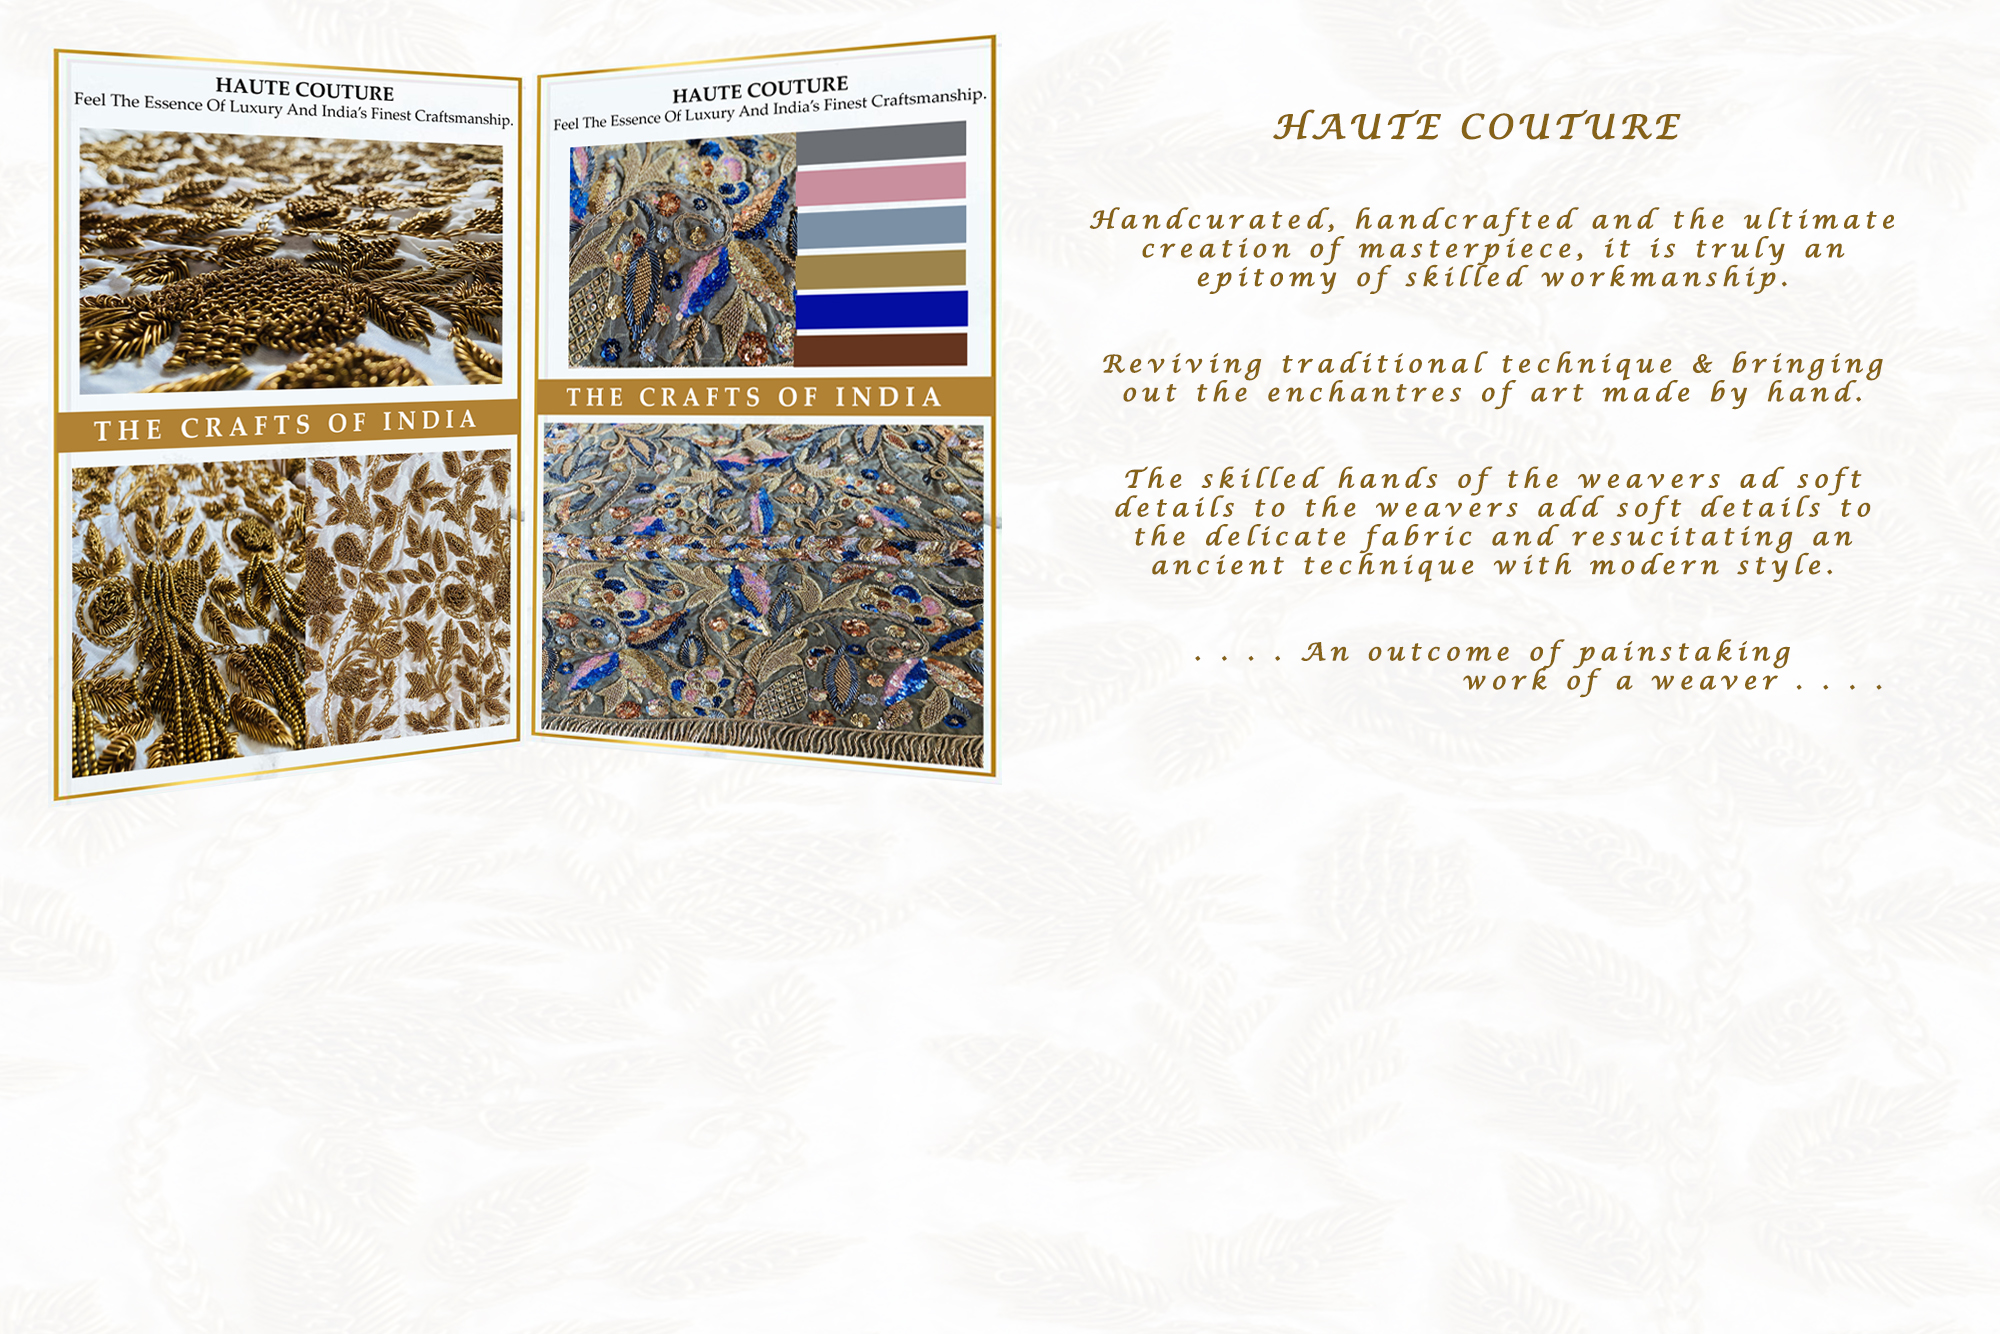 HAUTE COUTURE
Feel The Essence Of Luxury And India's Finest Craftsmanship.
THE CRAFTS OF INDIA
HAUTE COUTURE
Feel The Essence Of Luxury And India's Finest Craftsmanship.
THE CRAFTS OF INDIA
HAUTE COUTURE
Handcurated, handcrafted and the ultimate
creation of masterpiece, it is truly an
epitomy of skilled workmanship.
Reviving traditional technique & bringing
out the enchantres of art made by hand.
The skilled hands of the weavers ad soft
details to the weavers add soft details to
the delicate fabric and resucitating an
ancient technique with modern style.
. . . . An outcome of painstaking
work of a weaver . . . .